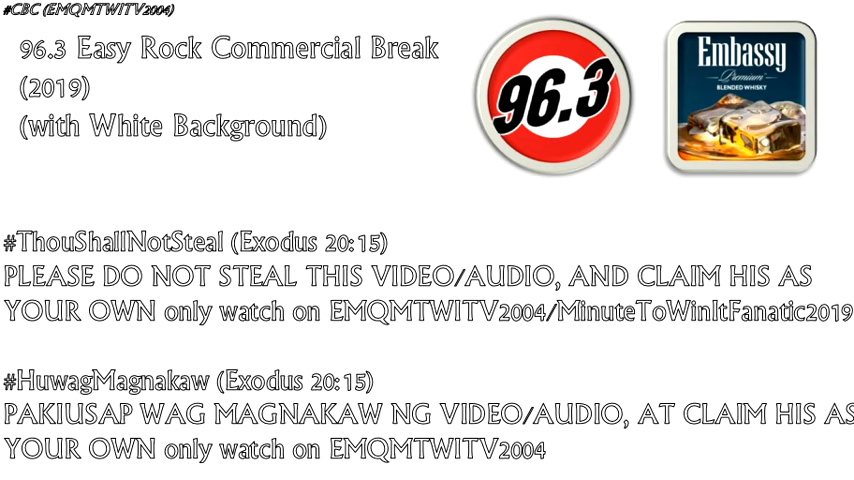 #CBC (EMQMTWITV2004)
96.3 Easy Rock Commercial Break
(2019)
(with White Background)
96.3
Embassy
Premium
BLENDED WHISKY
#ThouShallNotSteal (Exodus 20:15)
PLEASE DO NOT STEAL THIS VIDEO/AUDIO, AND CLAIM HIS AS
YOUR OWN only watch on EMQMTWITV2004/MinuteToWinItFanatic2019
#HuwagMagnakaw (Exodus 20:15)
PAKIUSAP WAG MAGNAKAW NG VIDEO/AUDIO, AT CLAIM HIS AS
YOUR OWN only watch on EMQMTWITV2004